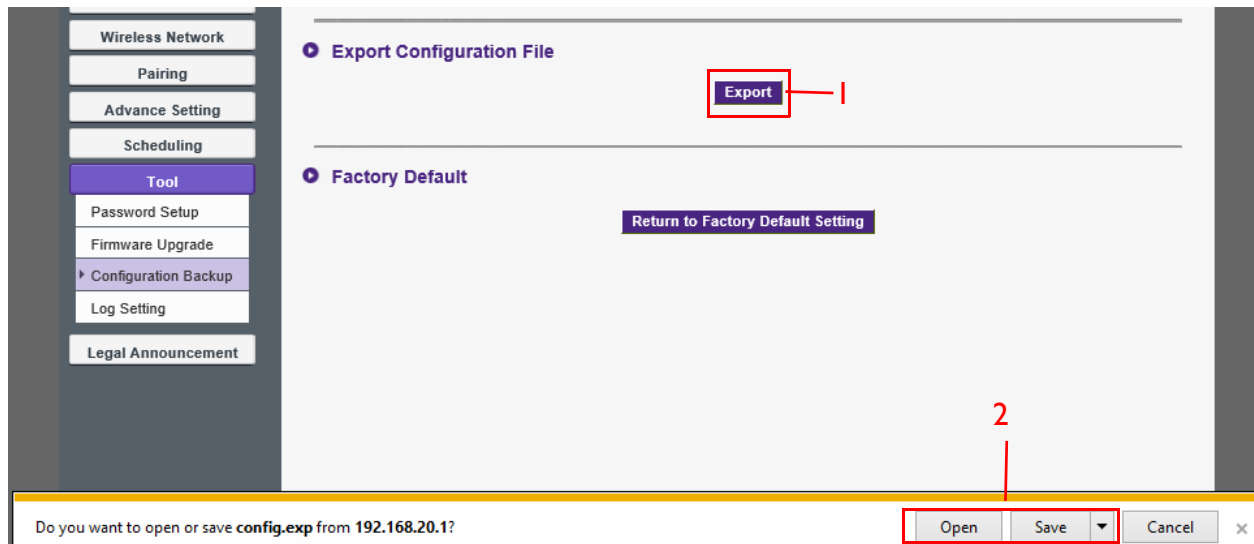 Wireless Network
Pairing
Advance Setting
Scheduling
Tool
Password Setup
Firmware Upgrade
Configuration Backup
Log Setting
Legal Announcement
Export Configuration File
Export
1
Factory Default
Return to Factory Default Setting
2
Do you want to open or save config.exp from 192.168.20.1?
Open
Save
Cancel